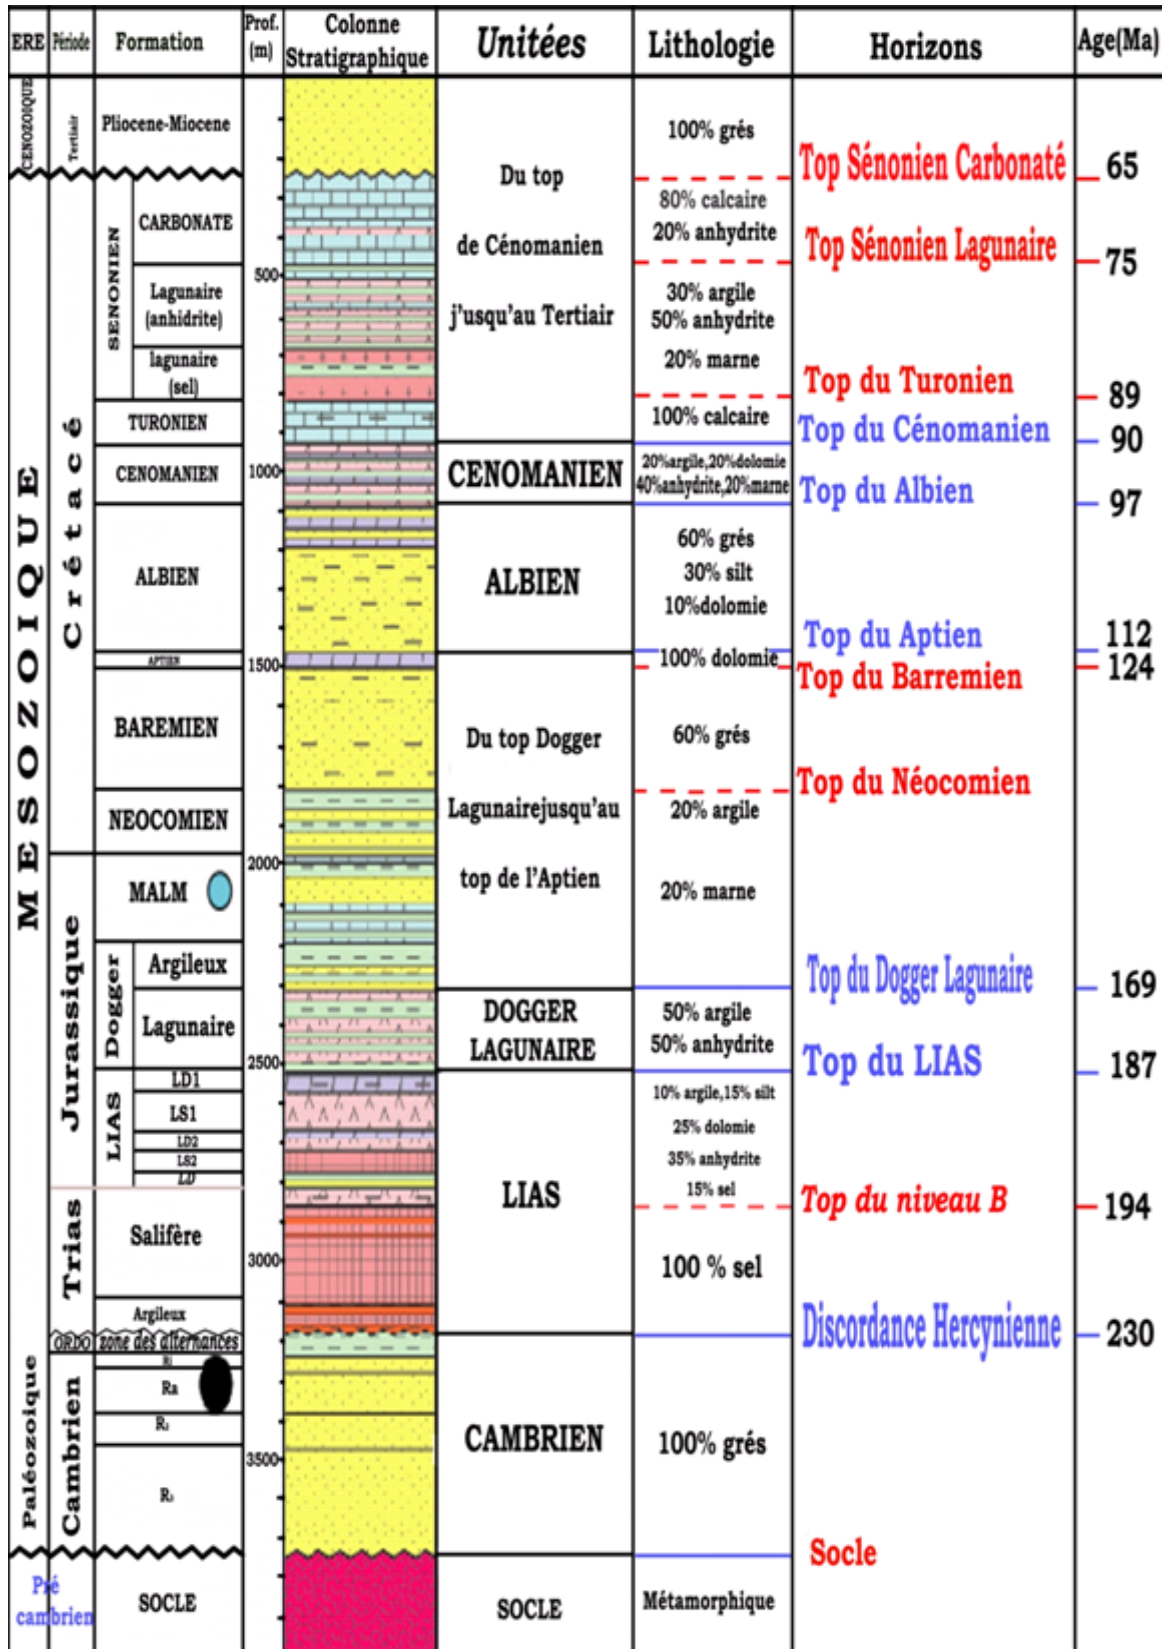 ERE
Période
Formation
Prof.
(m)
Colonne
Stratigraphique
Unitées
Lithologie
Horizons
Age(Ma)
CENOZOIQUE
Tertiair
Pliocene-Miocene
MESOZOIQUE
Crétacé
SENONIEN
CARBONATE
Lagunaire
(anhidrite)
lagunaire
(sel)
TURONIEN
CENOMANIEN
ALBIEN
APTIEN
BAREMIEN
NEOCOMIEN
Jurassique
MALM
Dogger
Argileux
Lagunaire
LIAS
LD1
LS1
LD2
LS2
LD
Trias
Salifère
Argileux
Paléozoique
ORDO
zone des alternances
Cambrien
Ra
Pré
cambrien
SOCLE
500
1000
1500
2000
2500
3000
3500
Du top
de Cénomanien
j'usqu'au Tertiair
CENOMANIEN
ALBIEN
Du top Dogger
Lagunairejusqu'au
top de l'Aptien
DOGGER
LAGUNAIRE
LIAS
CAMBRIEN
SOCLE
100% grés
80% calcaire
20% anhydrite
30% argile
50% anhydrite
20% marne
100% calcaire
20%argile,20%dolomie
40%anhydrite,20%marne
60% grés
30% silt
10%dolomie
100% dolomie
60% grés
20% argile
20% marne
50% argile
50% anhydrite
10% argile,15% silt
25% dolomie
35% anhydrite
15% sel
100 % sel
100% grés
Métamorphique
Top Sénonien Carbonaté
Top Sénonien Lagunaire
Top du Turonien
Top du Cénomanien
Top du Albien
Top du Aptien
Top du Barremien
Top du Néocomien
Top du Dogger Lagunaire
Top du LIAS
Top du niveau B
Discordance Hercynienne
Socle
65
75
89
90
97
112
124
169
187
194
230